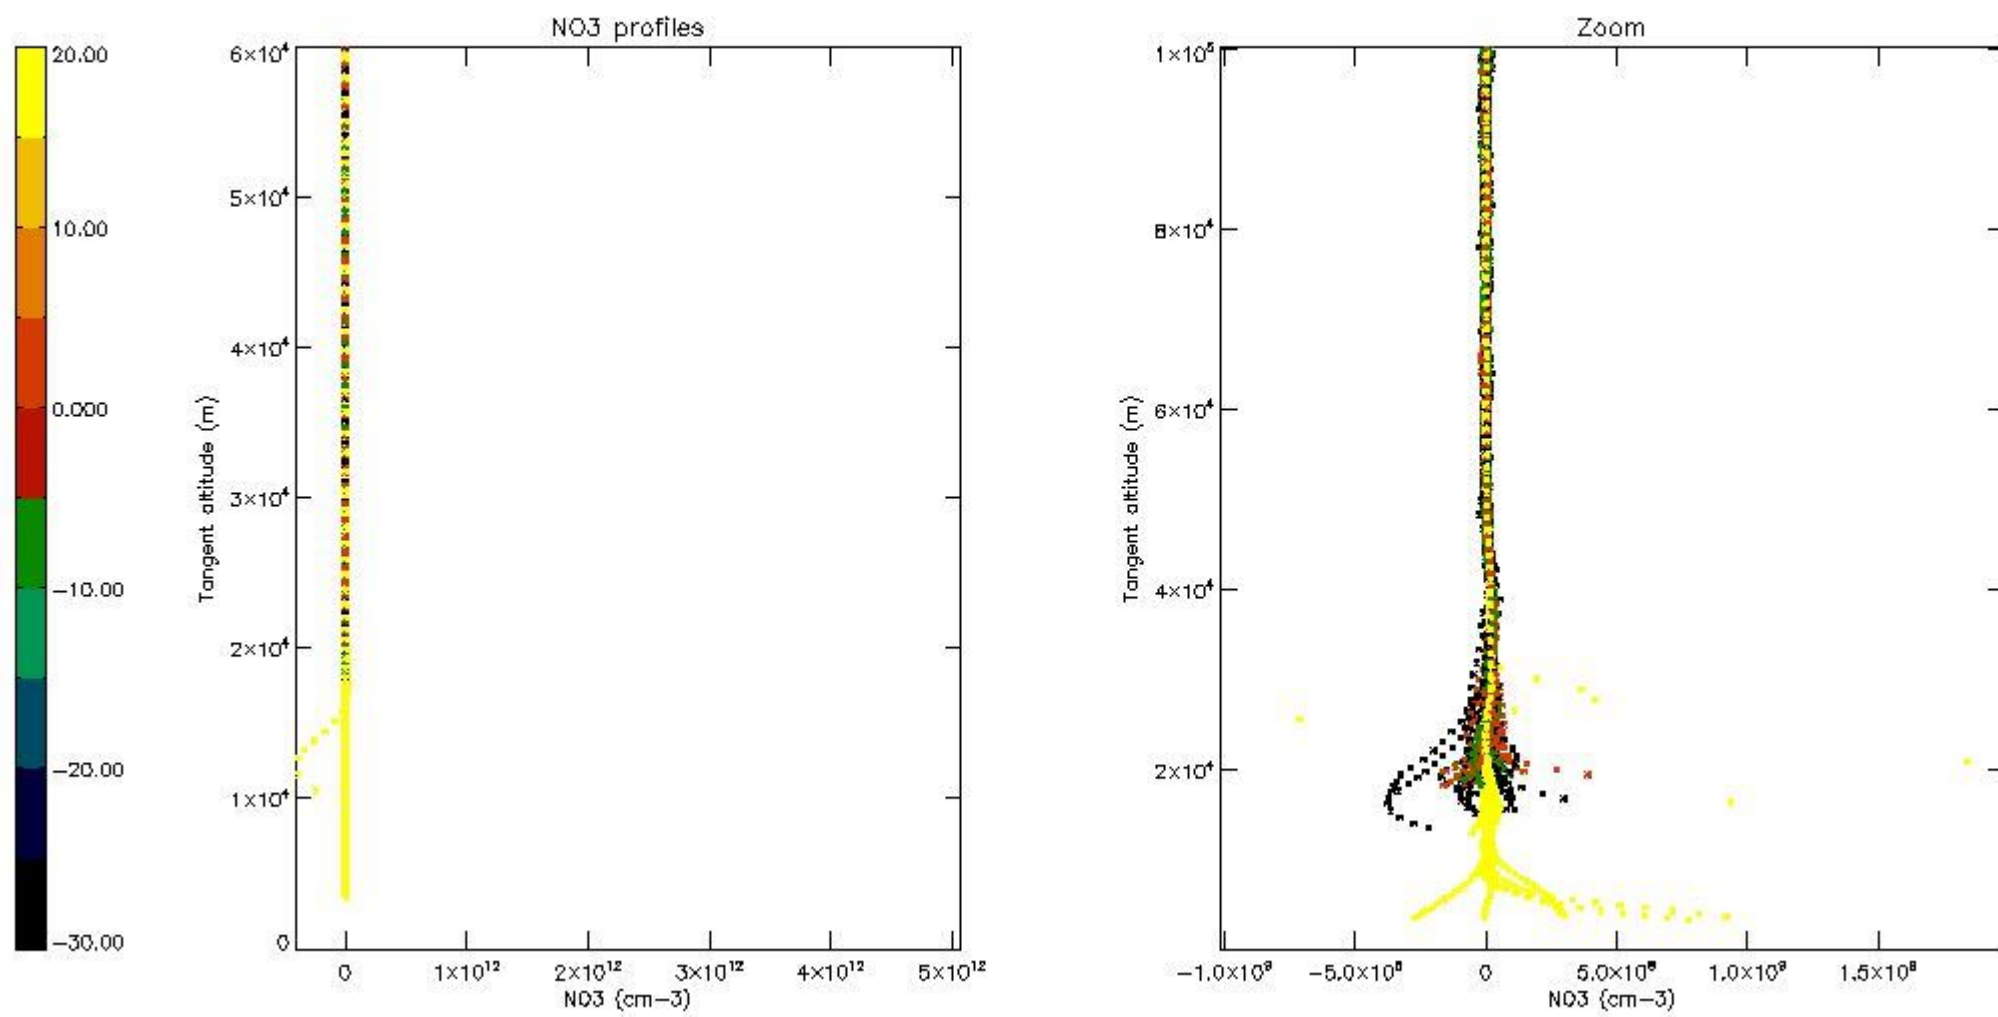 NO3 profiles
Zoom
20.00
10.00
0.000
−10.00
−20.00
−30.00
6×10⁴
5×10⁴
4×10⁴
3×10⁴
2×10⁴
1×10⁴
0
Tangent altitude (m)
0 1×10¹² 2×10¹² 3×10¹² 4×10¹² 5×10¹²
NO3 (cm−3)
1×10⁵
8×10⁴
6×10⁴
4×10⁴
2×10⁴
0
Tangent altitude (m)
−1.0×10⁹ −5.0×10⁸ 0 5.0×10⁸ 1.0×10⁹ 1.5×10⁹
NO3 (cm−3)